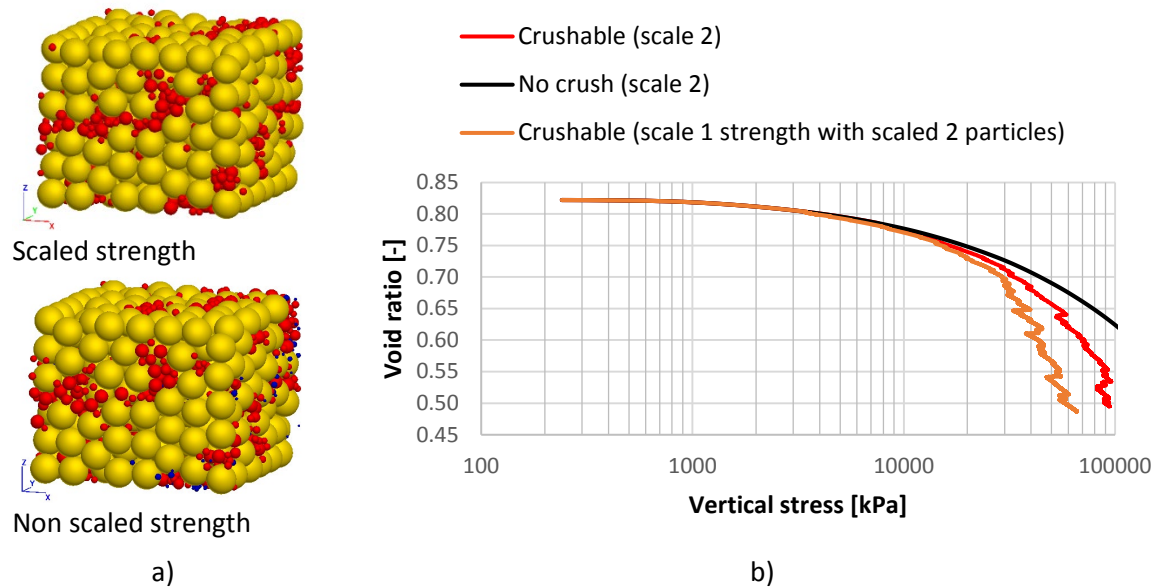 Z
Y
X
Scaled strength
Z
Y
X
Non scaled strength
a)
Crushable (scale 2)
No crush (scale 2)
Crushable (scale 1 strength with scaled 2 particles)
Void ratio [-]
0.85
0.80
0.75
0.70
0.65
0.60
0.55
0.50
0.45
100 1000 10000 100000
Vertical stress [kPa]
b)